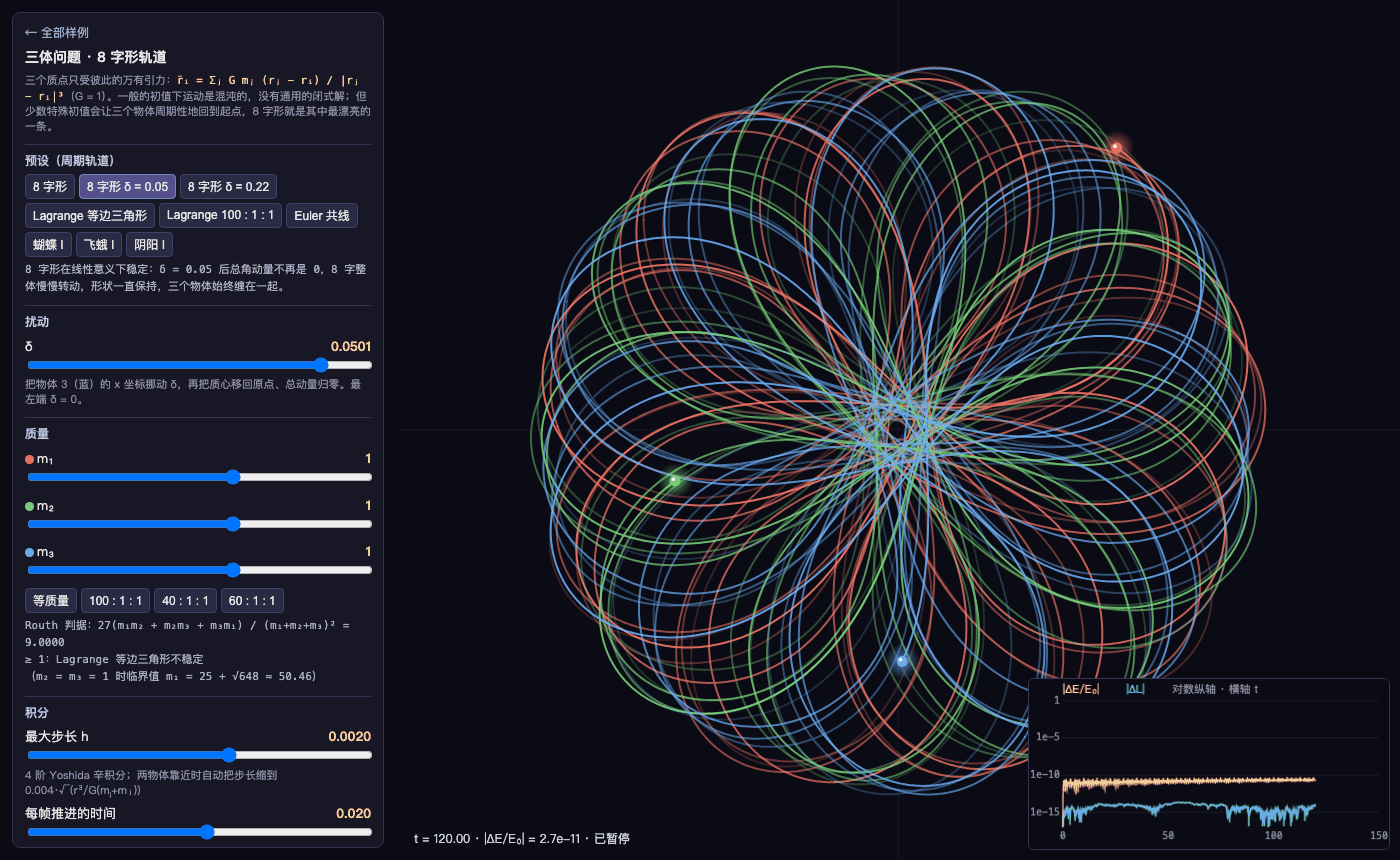 ← 全部样例
三体问题 · 8 字形轨道
三个质点只受彼此的万有引力：r̈ᵢ = Σⱼ G mⱼ (rⱼ − rᵢ) / |rⱼ
− rᵢ|³（G = 1）。一般的初值下运动是混沌的，没有通用的闭式解；但
少数特殊初值会让三个物体周期性地回到起点，8 字形就是其中最漂亮的
一条。
预设（周期轨道）
8 字形 8 字形 δ = 0.05 8 字形 δ = 0.22
Lagrange 等边三角形 Lagrange 100 : 1 : 1 Euler 共线
蝴蝶 I 飞蛾 I 阴阳 I
8 字形在线性意义下稳定：δ = 0.05 后总角动量不再是 0，8 字整
体慢慢转动，形状一直保持，三个物体始终缠在一起。
扰动
δ 0.0501
把物体 3（蓝）的 x 坐标挪动 δ，再把质心移回原点、总动量归零。最
左端 δ = 0。
质量
m₁ 1
m₂ 1
m₃ 1
等质量 100 : 1 : 1 40 : 1 : 1 60 : 1 : 1
Routh 判据：27(m₁m₂ + m₂m₃ + m₃m₁) / (m₁+m₂+m₃)² =
9.0000
≥ 1：Lagrange 等边三角形不稳定
（m₂ = m₃ = 1 时临界值 m₁ = 25 + √648 ≈ 50.46）
积分
最大步长 h 0.0020
4 阶 Yoshida 辛积分；两物体靠近时自动把步长缩到
0.004·√(r³/G(mᵢ+mⱼ))
每帧推进的时间 0.020
t = 120.00 · |ΔE/E₀| = 2.7e−11 · 已暂停
|ΔE/E₀| |ΔL| 对数纵轴 · 横轴 t
1
1e-5
1e-10
1e-15
0 50 100 150